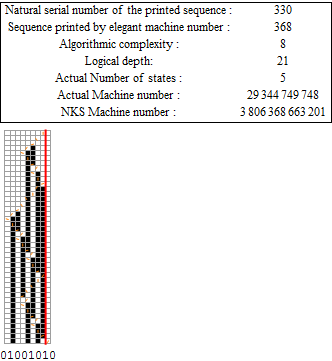 Natural serial number of the printed sequence : 330
Sequence printed by elegant machine number : 368
Algorithmic complexity : 8
Logical depth: 21
Actual Number of states : 5
Actual Machine number : 29 344 749 748
NKS Machine number : 3 806 368 663 201
01001010